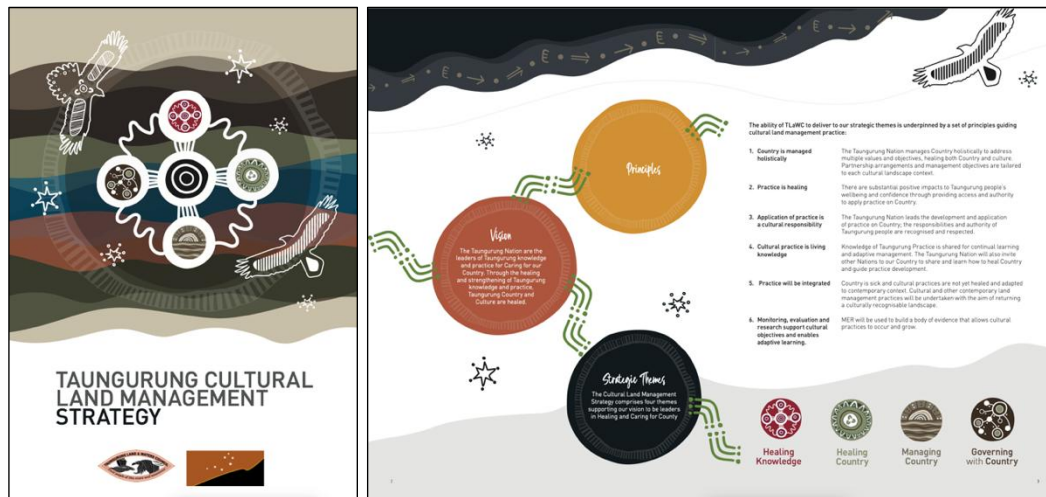 TAUNGURUNG CULTURAL
LAND MANAGEMENT
STRATEGY
Principles
Vision
The Taungurung Nation are the
leaders of Taungurung knowledge
and practice for Caring for our
Country. Through the healing
and strengthening of Taungurung
knowledge and practice,
Taungurung Country and
Culture are healed.
Strategic Themes
The Cultural Land Management
Strategy comprises four themes
supporting our vision to be leaders
in Healing and Caring for County
The ability of TLaWC to deliver to our strategic themes is underpinned by a set of principles guiding
cultural land management practice:
1. Country is managed
holistically
The Taungurung Nation manages Country holistically to address
multiple values and objectives, healing both Country and culture.
Partnership arrangements and management objectives are tailored
to each cultural landscape context.
2. Practice is healing
There are substantial positive impacts to Taungurung people's
wellbeing and confidence through providing access and authority
to apply practice on Country.
3. Application of practice is
a cultural responsibility
The Taungurung Nation leads the development and application
of practice on Country; the responsibilities and authority of
Taungurung people are recognised and respected.
4. Cultural practice is living
knowledge
Knowledge of Taungurung Practice is shared for continual learning
and adaptive management. The Taungurung Nation will also invite
other Nations to our Country to share and learn how to heal Country
and guide practice development.
5. Practice will be integrated
Country is sick and cultural practices are not yet healed and adapted
to contemporary context. Cultural and other contemporary land
management practices will be undertaken with the aim of returning
a culturally recognisable landscape.
6. Monitoring, evaluation and
research support cultural
objectives and enables
adaptive learning.
MER will be used to build a body of evidence that allows cultural
practices to occur and grow.
Healing
Knowledge
Healing
Country
Managing
Country
Governing
with Country